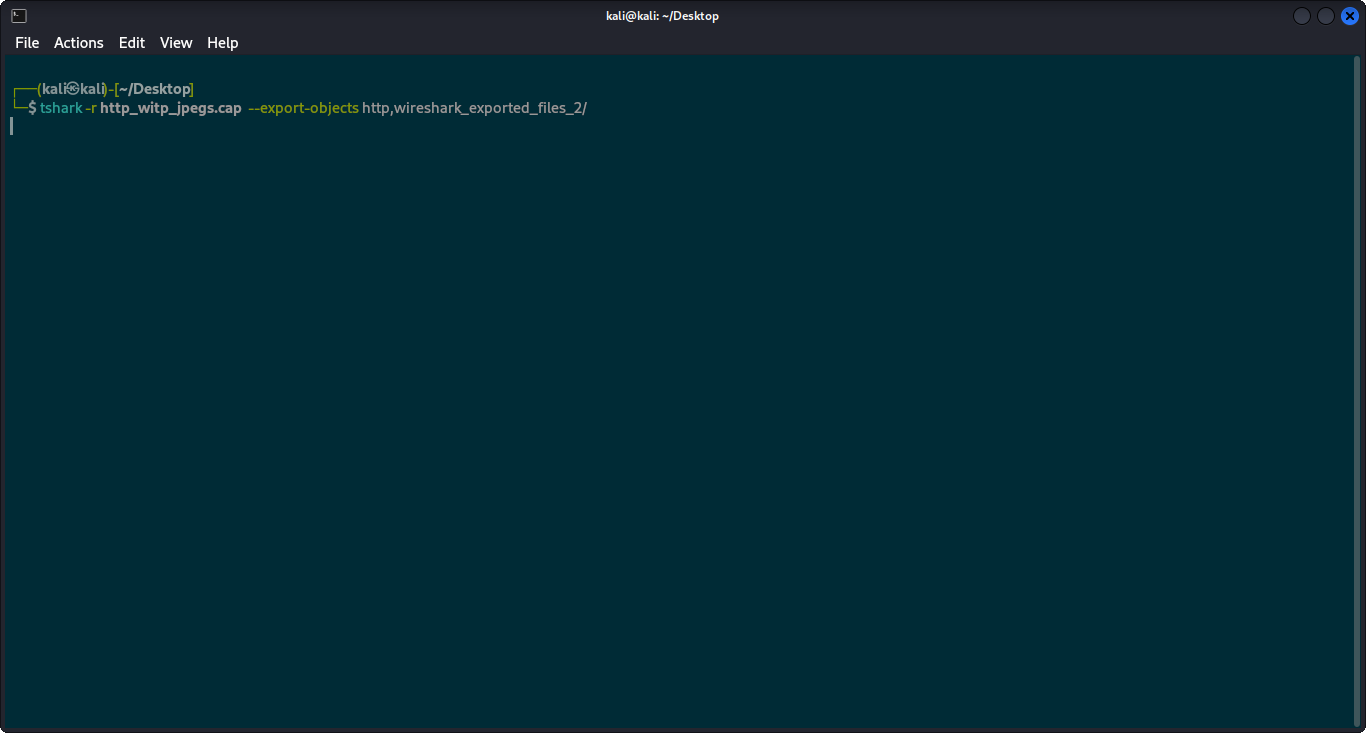 kali@kali: ~/Desktop
File Actions Edit View Help
┌──(kali㉿kali)-[~/Desktop]
└─$ tshark -r http_witp_jpegs.cap --export-objects http,wireshark_exported_files_2/